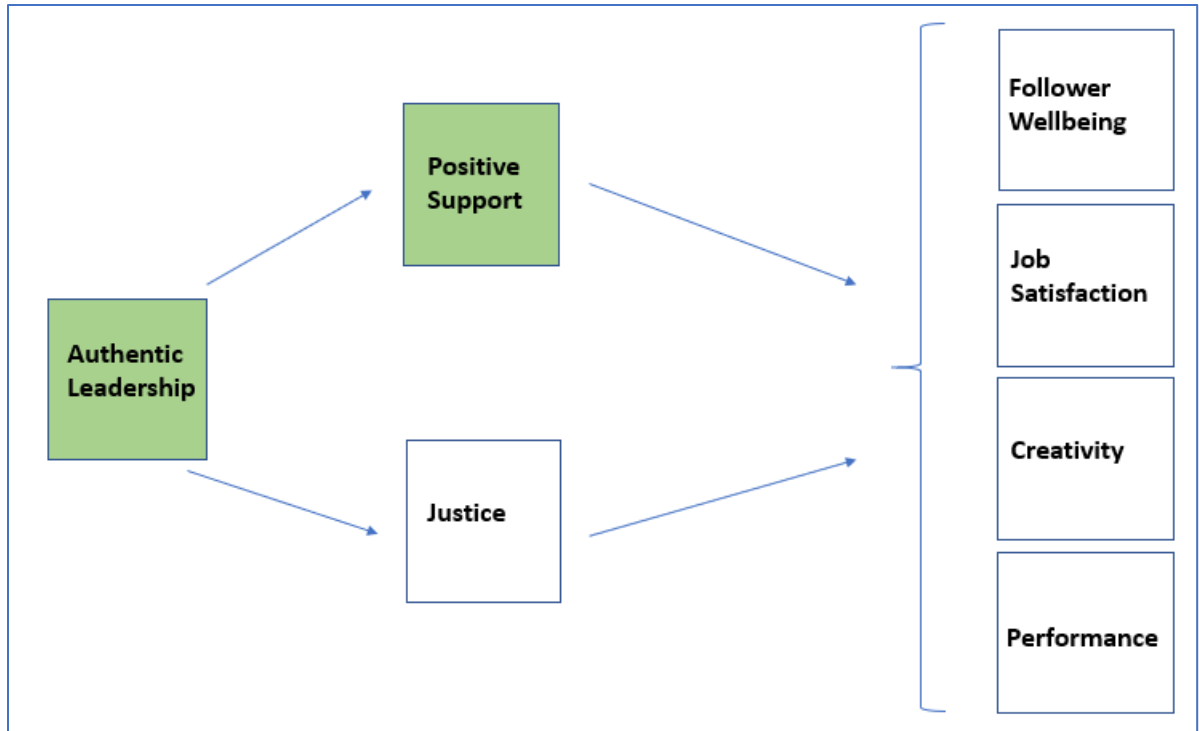 Authentic
Leadership
Positive
Support
Justice
Follower
Wellbeing
Job
Satisfaction
Creativity
Performance